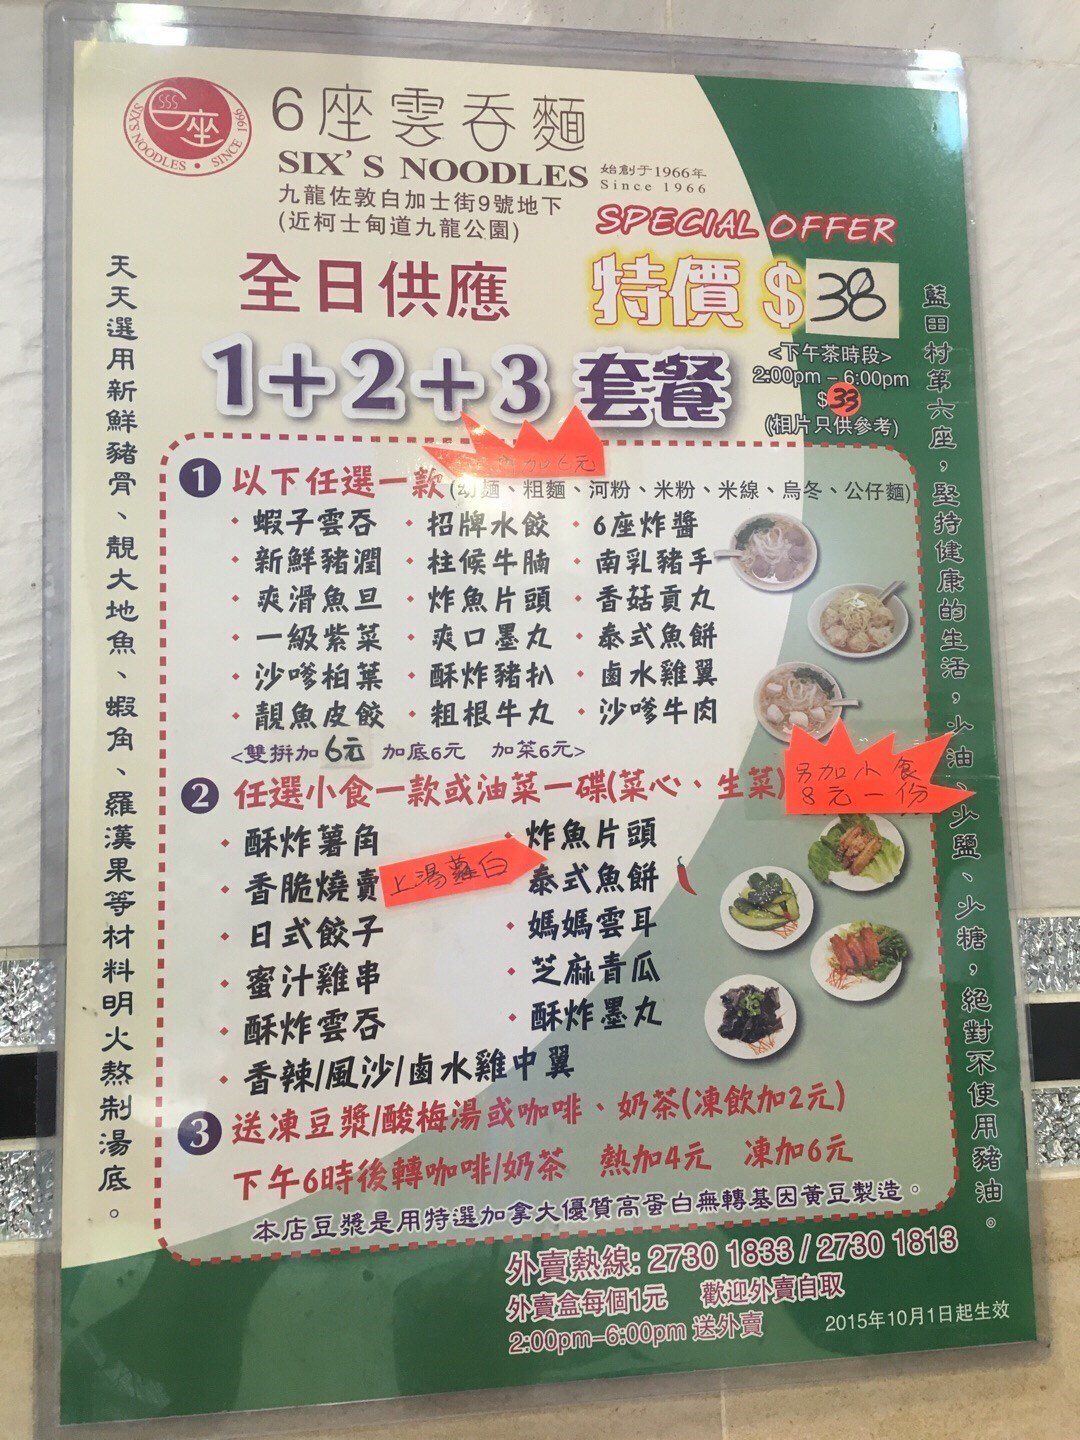 6座
SIX'S NOODLES • SINCE 1966
6座雲吞麵
SIX'S NOODLES
始創于1966年
Since 1966
九龍佐敦白加士街9號地下
(近柯士甸道九龍公園)
SPECIAL OFFER
全日供應
特價 $38
1+2+3 套餐
<下午茶時段>
2:00pm – 6:00pm
$33
(相片只供參考)
天天選用新鮮豬骨、靚大地魚、蝦角、羅漢果等材料明火熬制湯底。
藍田村第六座，堅持健康的生活，少油、少鹽、少糖，絕對不使用豬油。
加6元
1 以下任選一款(幼麵、粗麵、河粉、米粉、米線、烏冬、公仔麵)
· 蝦子雲吞 · 招牌水餃 · 6座炸醬
· 新鮮豬潤 · 柱候牛腩 · 南乳豬手
· 爽滑魚旦 · 炸魚片頭 · 香菇貢丸
· 一級紫菜 · 爽口墨丸 · 泰式魚餅
· 沙嗲柏葉 · 酥炸豬扒 · 鹵水雞翼
· 靚魚皮餃 · 粗根牛丸 · 沙嗲牛肉
<雙拼加6元 加底6元 加菜6元>
2 任選小食一款或油菜一碟(菜心、生菜)
另加小食
8元一份
· 酥炸薯角 · 炸魚片頭
· 香脆燒賣 上湯蘿白 泰式魚餅
· 日式餃子 · 媽媽雲耳
· 蜜汁雞串 · 芝麻青瓜
· 酥炸雲吞 · 酥炸墨丸
· 香辣/風沙/鹵水雞中翼
3 送凍豆漿/酸梅湯或咖啡、奶茶(凍飲加2元)
下午6時後轉咖啡/奶茶 熱加4元 凍加6元
本店豆漿是用特選加拿大優質高蛋白無轉基因黃豆製造。
外賣熱線: 2730 1833 / 2730 1813
外賣盒每個1元 歡迎外賣自取
2:00pm–6:00pm 送外賣
2015年10月1日起生效